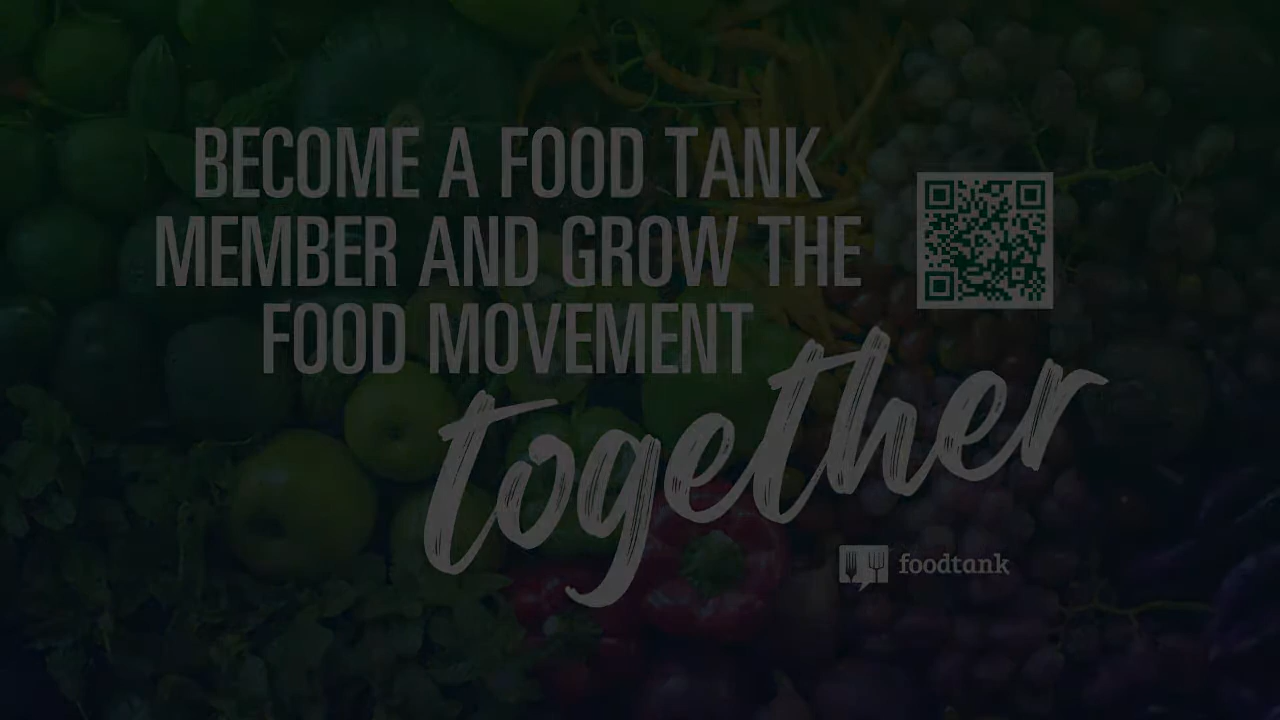 BECOME A FOOD TANK
MEMBER AND GROW THE
FOOD MOVEMENT
together
foodtank